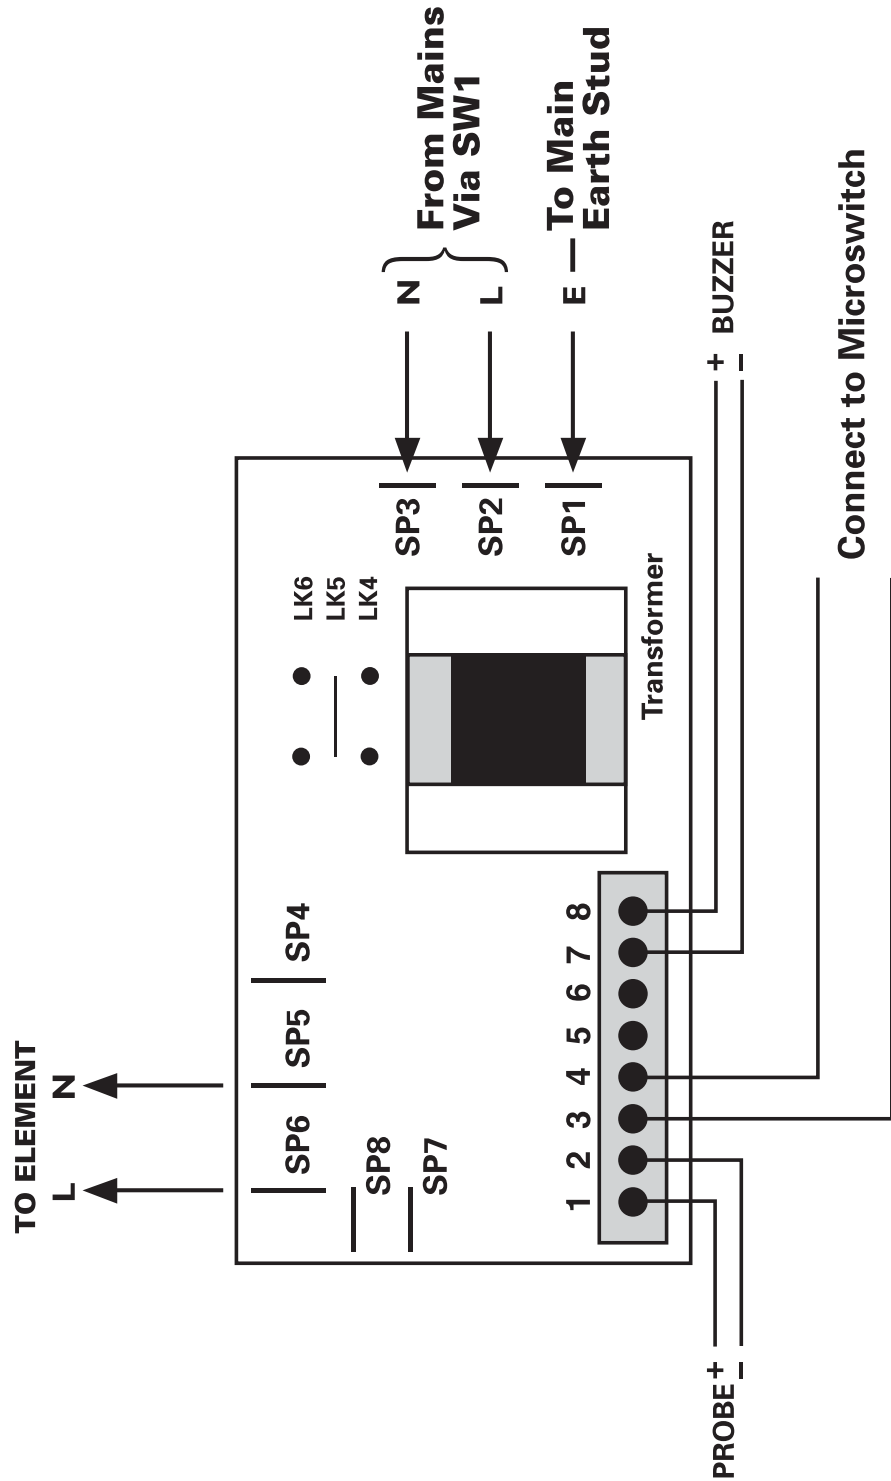 TO ELEMENT
L
N
SP6
SP5
SP4
SP8
SP7
LK6
LK5
LK4
SP3
SP2
SP1
N
L
E
From Mains
Via SW1
To Main
Earth Stud
Transformer
1 2 3 4 5 6 7 8
PROBE + –
+ – BUZZER
Connect to Microswitch